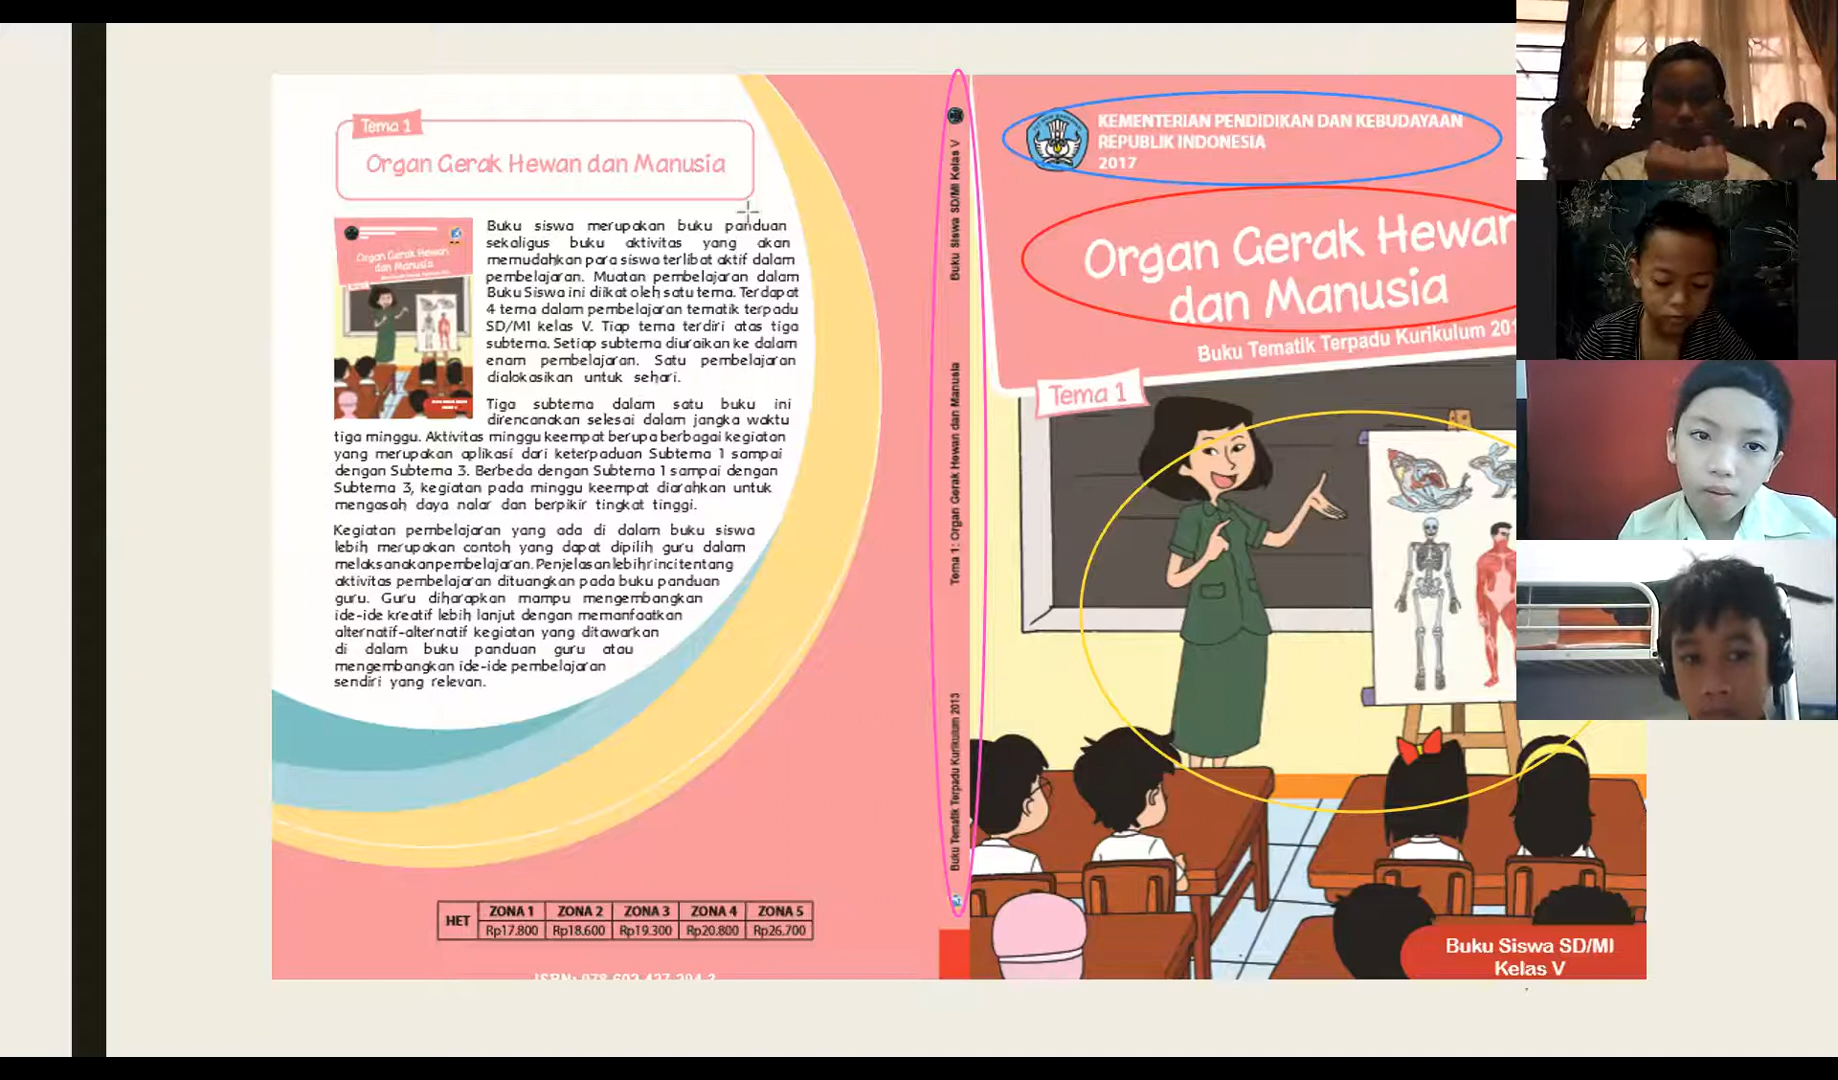 Tema 1
Organ Gerak Hewan dan Manusia
Buku siswa merupakan buku panduan
sekaligus buku aktivitas yang akan
memudahkan para siswa terlibat aktif dalam
pembelajaran. Muatan pembelajaran dalam
Buku Siswa ini diikat oleh satu tema. Terdapat
4 tema dalam pembelajaran tematik terpadu
SD/MI kelas V. Tiap tema terdiri atas tiga
subtema. Setiap subtema diuraikan ke dalam
enam pembelajaran. Satu pembelajaran
dialokasikan untuk sehari.
Tiga subtema dalam satu buku ini
direncanakan selesai dalam jangka waktu
tiga minggu. Aktivitas minggu keempat berupa berbagai kegiatan
yang merupakan aplikasi dari keterpaduan Subtema 1 sampai
dengan Subtema 3. Berbeda dengan Subtema 1 sampai dengan
Subtema 3, kegiatan pada minggu keempat diarahkan untuk
mengasah daya nalar dan berpikir tingkat tinggi.
Kegiatan pembelajaran yang ada di dalam buku siswa
lebih merupakan contoh yang dapat dipilih guru dalam
melaksanakan pembelajaran. Penjelasan lebih rinci tentang
aktivitas pembelajaran dituangkan pada buku panduan
guru. Guru diharapkan mampu mengembangkan
ide-ide kreatif lebih lanjut dengan memanfaatkan
alternatif-alternatif kegiatan yang ditawarkan
di dalam buku panduan guru atau
mengembangkan ide-ide pembelajaran
sendiri yang relevan.
Organ Gerak Hewan
dan Manusia
HET ZONA 1 ZONA 2 ZONA 3 ZONA 4 ZONA 5
Rp17.800 Rp18.600 Rp19.300 Rp20.800 Rp26.700
Buku Tematik Terpadu Kurikulum 2013
Tema 1: Organ Gerak Hewan dan Manusia
Buku Siswa SD/MI Kelas V
KEMENTERIAN PENDIDIKAN DAN KEBUDAYAAN
REPUBLIK INDONESIA
2017
Organ Gerak Hewan
dan Manusia
Buku Tematik Terpadu Kurikulum 201
Tema 1
Buku Siswa SD/MI
Kelas V